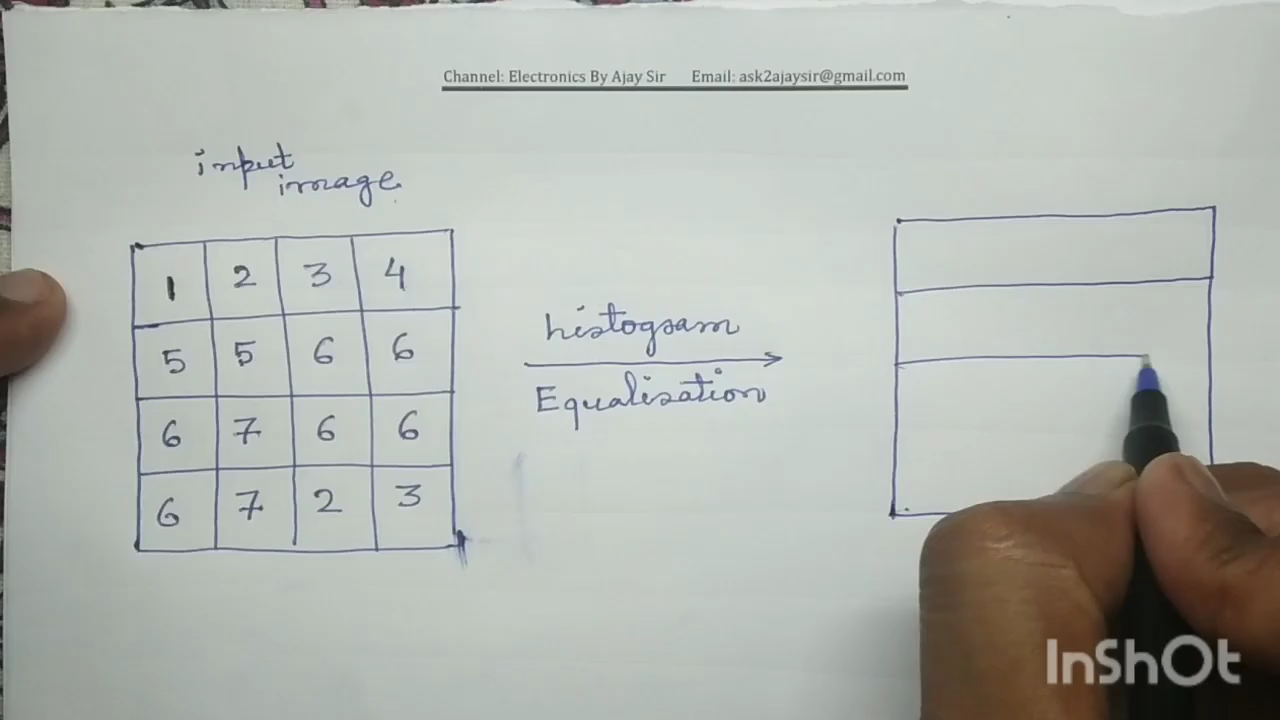 Channel: Electronics By Ajay Sir Email: ask2ajaysir@gmail.com
input
image
1 2 3 4
5 5 6 6
6 7 6 6
6 7 2 3
histogram
Equalisation
InShOt